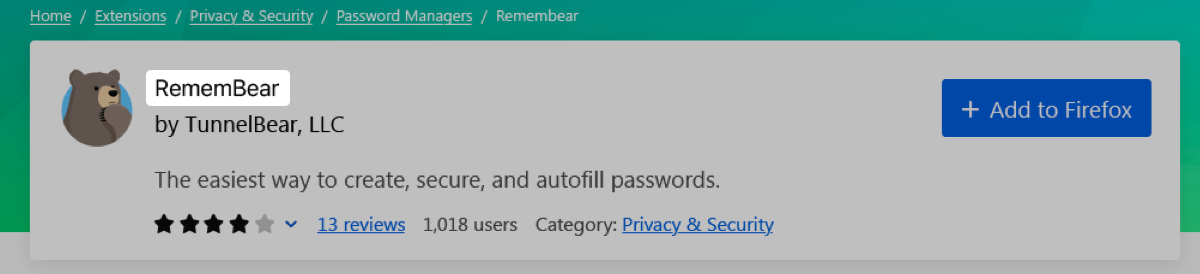 Home / Extensions / Privacy & Security / Password Managers / Remembear
RememBear
by TunnelBear, LLC
+ Add to Firefox
The easiest way to create, secure, and autofill passwords.
13 reviews 1,018 users Category: Privacy & Security